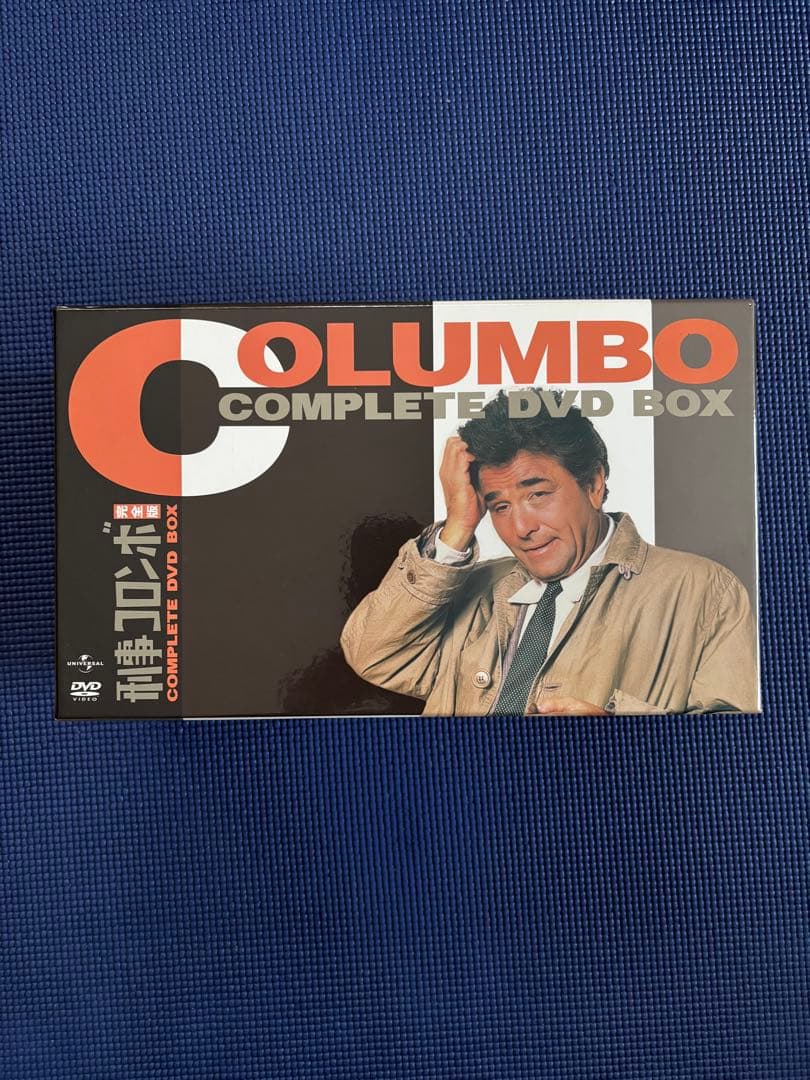 COLUMBO
COMPLETE DVD BOX
刑事コロンボ 完全版
COMPLETE DVD BOX
UNIVERSAL
DVD
VIDEO